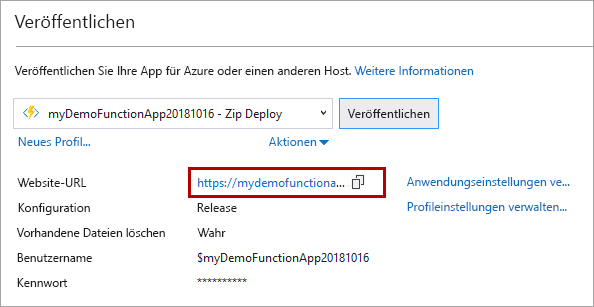 Veröffentlichen
Veröffentlichen Sie Ihre App für Azure oder einen anderen Host. Weitere Informationen
myDemoFunctionApp20181016 - Zip Deploy Veröffentlichen
Neues Profil... Aktionen
Website-URL https://mydemofunctiona... Anwendungseinstellungen ve...
Konfiguration Release Profileinstellungen verwalten...
Vorhandene Dateien löschen Wahr
Benutzername $myDemoFunctionApp20181016
Kennwort **********